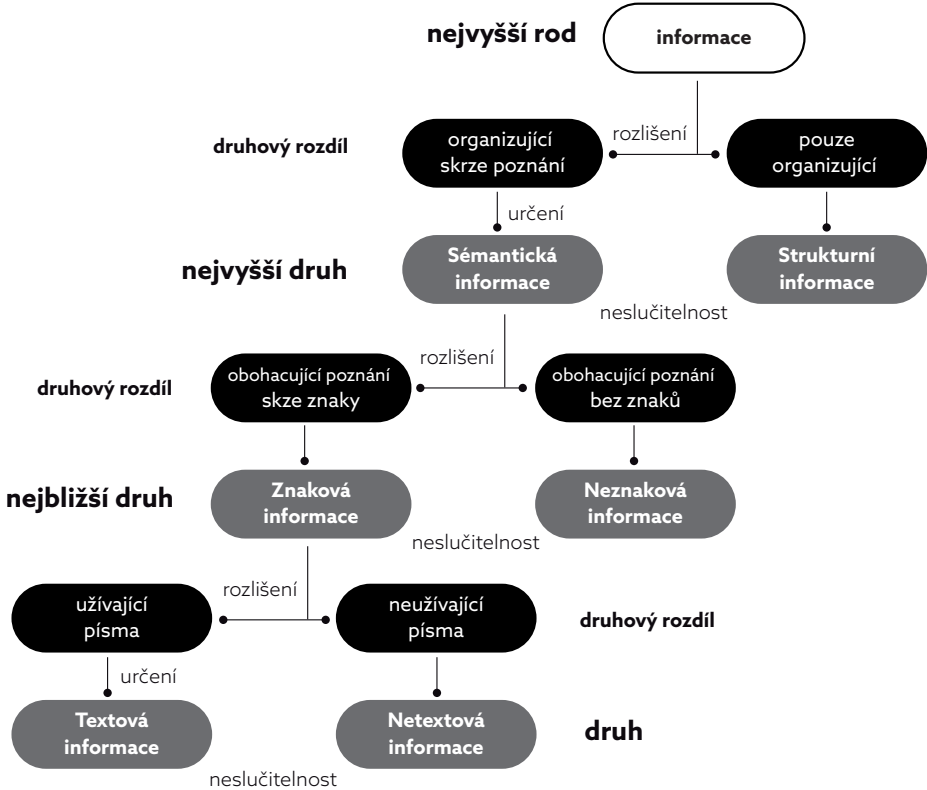 nejvyšší rod
informace
druhový rozdíl
organizující
skrze poznání
rozlišení
pouze
organizující
určení
nejvyšší druh
Sémantická
informace
Strukturní
informace
neslučitelnost
druhový rozdíl
obohacující poznání
skze znaky
rozlišení
obohacující poznání
bez znaků
nejbližší druh
Znaková
informace
Neznaková
informace
neslučitelnost
užívající
písma
rozlišení
neužívající
písma
druhový rozdíl
určení
Textová
informace
Netextová
informace
druh
neslučitelnost